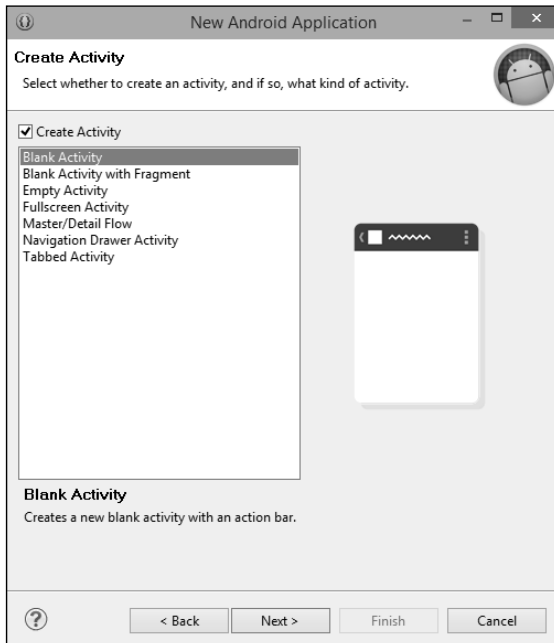 New Android Application
Create Activity
Select whether to create an activity, and if so, what kind of activity.
Create Activity
Blank Activity
Blank Activity with Fragment
Empty Activity
Fullscreen Activity
Master/Detail Flow
Navigation Drawer Activity
Tabbed Activity
Blank Activity
Creates a new blank activity with an action bar.
?
< Back
Next >
Finish
Cancel